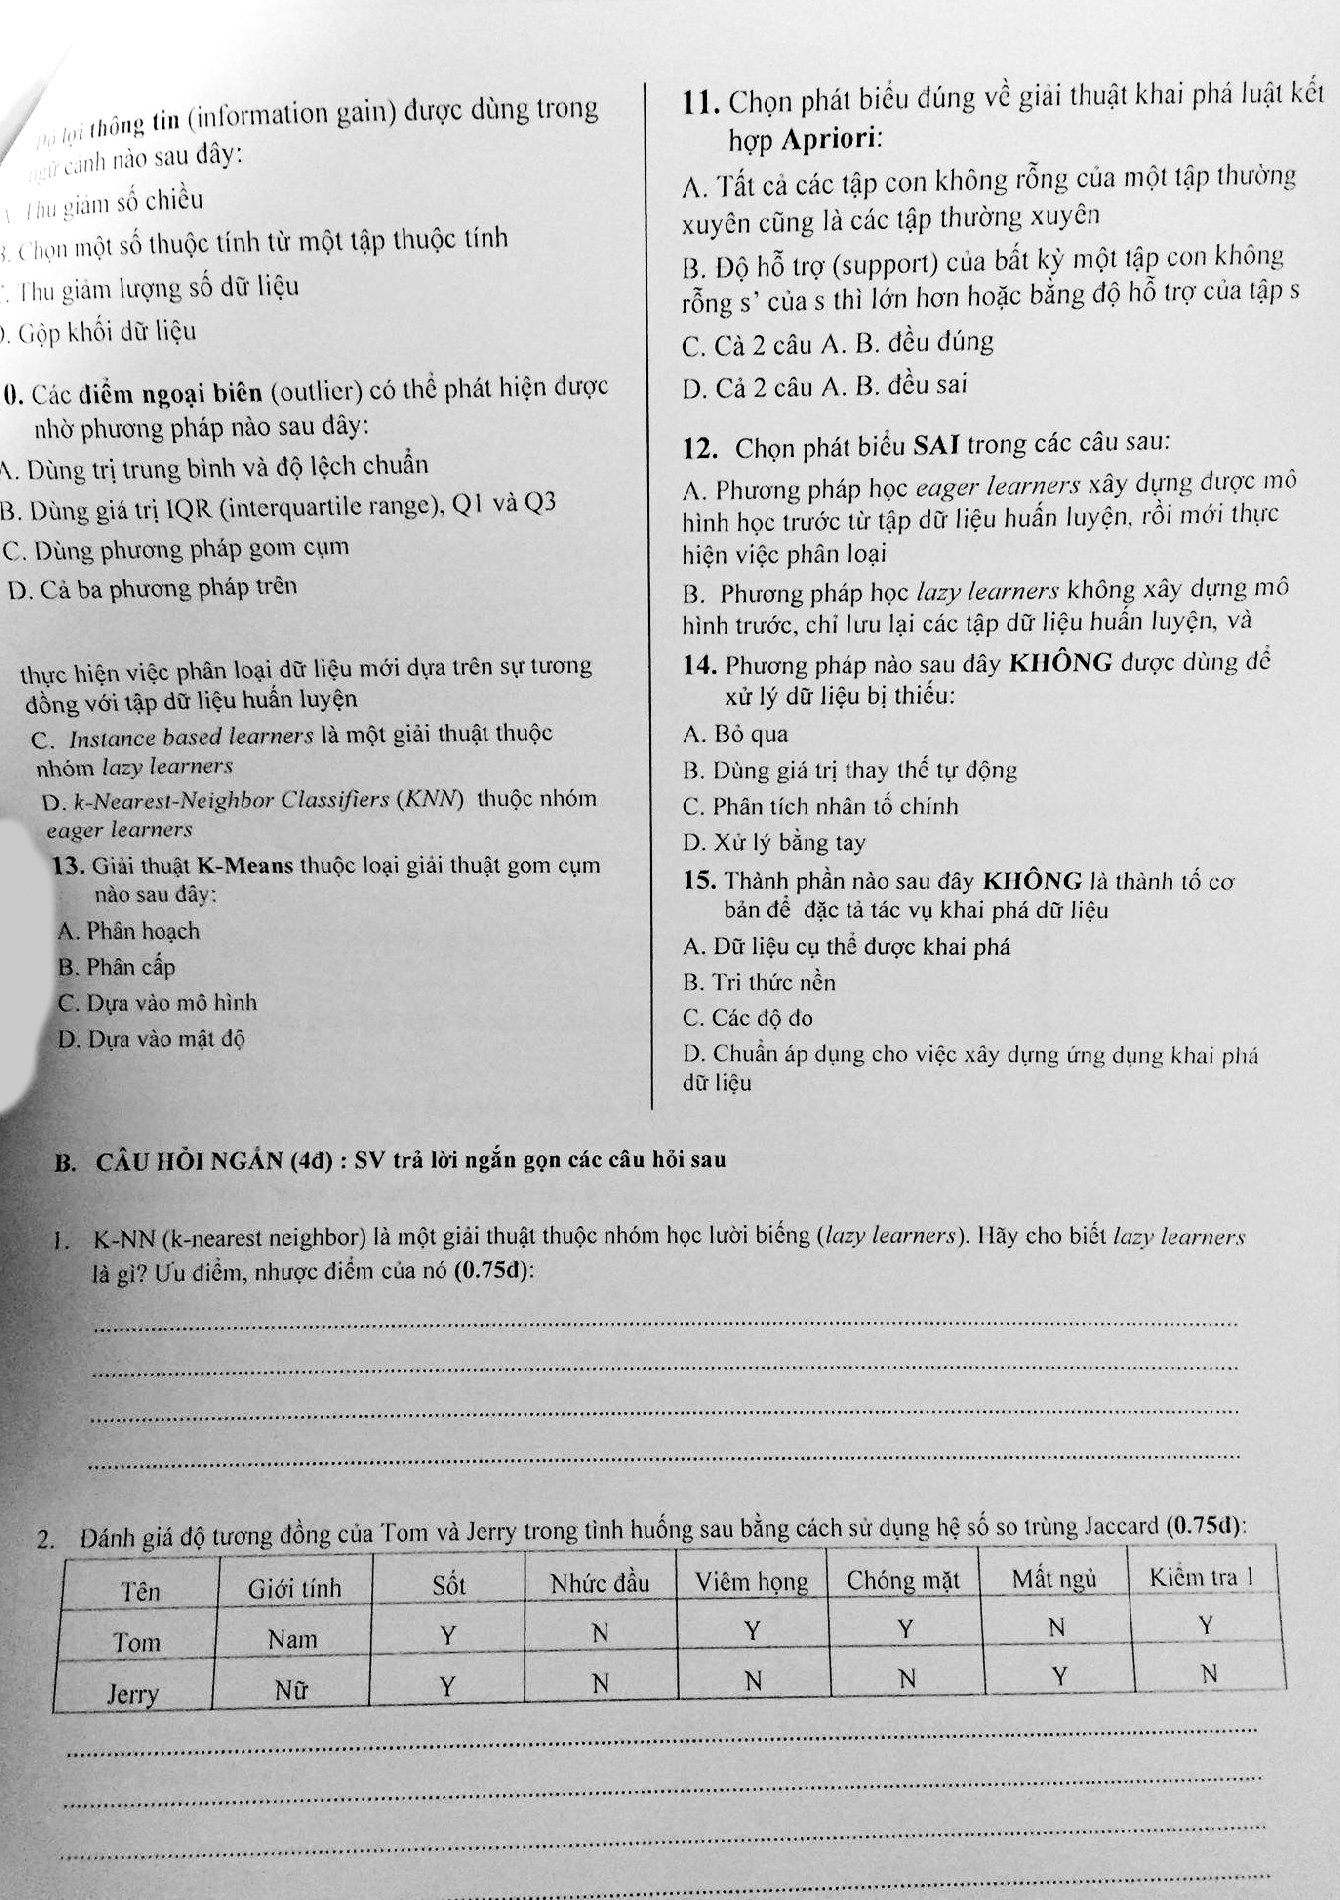 lợi thông tin (information gain) được dùng trong
ngữ cảnh nào sau đây:
Thu giảm số chiều
B. Chọn một số thuộc tính từ một tập thuộc tính
Thu giảm lượng số dữ liệu
D. Gộp khối dữ liệu
0. Các điểm ngoại biên (outlier) có thể phát hiện được
nhờ phương pháp nào sau đây:
A. Dùng trị trung bình và độ lệch chuẩn
B. Dùng giá trị IQR (interquartile range), Q1 và Q3
C. Dùng phương pháp gom cụm
D. Cả ba phương pháp trên
thực hiện việc phân loại dữ liệu mới dựa trên sự tương
đồng với tập dữ liệu huấn luyện
C. Instance based learners là một giải thuật thuộc
nhóm lazy learners
D. k-Nearest-Neighbor Classifiers (KNN) thuộc nhóm
eager learners
13. Giải thuật K-Means thuộc loại giải thuật gom cụm
nào sau đây:
A. Phân hoạch
B. Phân cấp
C. Dựa vào mô hình
D. Dựa vào mật độ
11. Chọn phát biểu đúng về giải thuật khai phá luật kết
hợp Apriori:
A. Tất cả các tập con không rỗng của một tập thường
xuyên cũng là các tập thường xuyên
B. Độ hỗ trợ (support) của bất kỳ một tập con không
rỗng s’ của s thì lớn hơn hoặc bằng độ hỗ trợ của tập s
C. Cả 2 câu A. B. đều đúng
D. Cả 2 câu A. B. đều sai
12. Chọn phát biểu SAI trong các câu sau:
A. Phương pháp học eager learners xây dựng được mô
hình học trước từ tập dữ liệu huấn luyện, rồi mới thực
hiện việc phân loại
B. Phương pháp học lazy learners không xây dựng mô
hình trước, chỉ lưu lại các tập dữ liệu huấn luyện, và
14. Phương pháp nào sau đây KHÔNG được dùng để
xử lý dữ liệu bị thiếu:
A. Bỏ qua
B. Dùng giá trị thay thế tự động
C. Phân tích nhân tố chính
D. Xử lý bằng tay
15. Thành phần nào sau đây KHÔNG là thành tố cơ
bản để đặc tả tác vụ khai phá dữ liệu
A. Dữ liệu cụ thể được khai phá
B. Tri thức nền
C. Các độ đo
D. Chuẩn áp dụng cho việc xây dựng ứng dụng khai phá
dữ liệu
B. CÂU HỎI NGẮN (4đ) : SV trả lời ngắn gọn các câu hỏi sau
1. K-NN (k-nearest neighbor) là một giải thuật thuộc nhóm học lười biếng (lazy learners). Hãy cho biết lazy learners
là gì? Ưu điểm, nhược điểm của nó (0.75đ):
2. Đánh giá độ tương đồng của Tom và Jerry trong tình huống sau bằng cách sử dụng hệ số so trùng Jaccard (0.75đ):
Tên Giới tính Sốt Nhức đầu Viêm họng Chóng mặt Mất ngủ Kiểm tra 1
Tom Nam Y N Y Y N Y
Jerry Nữ Y N N N Y N